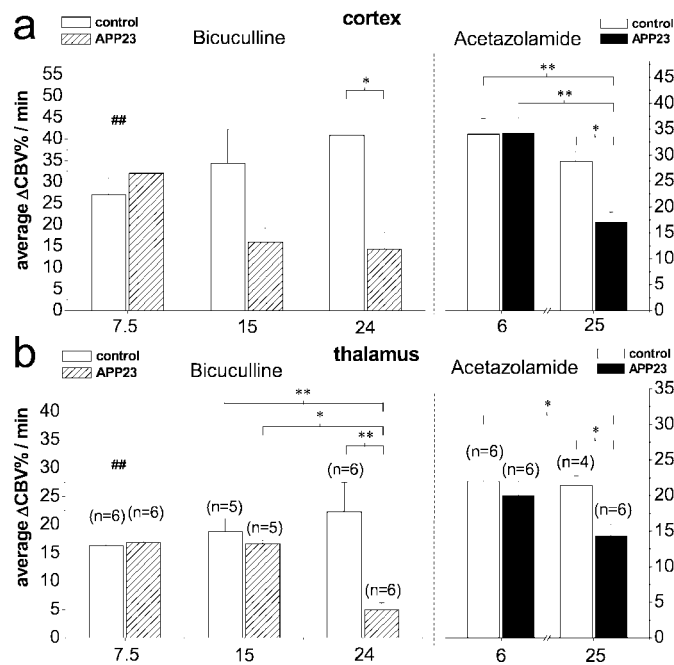 a cortex
control
APP23
Bicuculline
Acetazolamide
control
APP23
average ΔCBV% / min
55
50
45
40
35
30
25
20
15
10
5
0
##
*
7.5 15 24
**
**
*
45
40
35
30
25
20
15
10
5
0
6 25
b thalamus
control
APP23
Bicuculline
Acetazolamide
control
APP23
average ΔCBV% / min
40
35
30
25
20
15
10
5
0
##
**
*
**
(n=6) (n=6) (n=5) (n=5) (n=6) (n=6)
7.5 15 24
*
*
(n=6) (n=6) (n=4) (n=6)
35
30
25
20
15
10
5
0
6 25